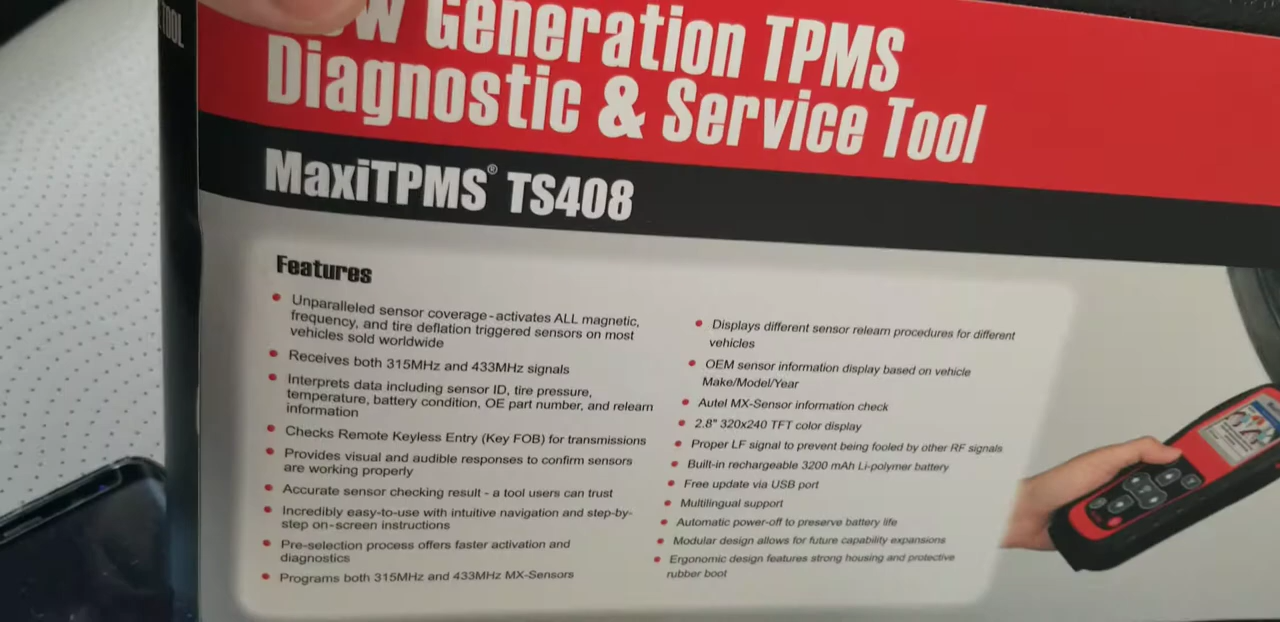 TOOL
Generation TPMS
Diagnostic & Service Tool
MaxiTPMS® TS408
Features
• Unparalleled sensor coverage - activates ALL magnetic,
frequency, and tire deflation triggered sensors on most
vehicles sold worldwide
• Receives both 315MHz and 433MHz signals
• Interprets data including sensor ID, tire pressure,
temperature, battery condition, OE part number, and relearn
information
• Checks Remote Keyless Entry (Key FOB) for transmissions
• Provides visual and audible responses to confirm sensors
are working properly
• Accurate sensor checking result - a tool users can trust
• Incredibly easy-to-use with intuitive navigation and step-by-
step on-screen instructions
• Pre-selection process offers faster activation and
diagnostics
• Programs both 315MHz and 433MHz MX-Sensors
• Displays different sensor relearn procedures for different
vehicles
• OEM sensor information display based on vehicle
Make/Model/Year
• Autel MX-Sensor information check
• 2.8" 320x240 TFT color display
• Proper LF signal to prevent being fooled by other RF signals
• Built-in rechargeable 3200 mAh Li-polymer battery
• Free update via USB port
• Multilingual support
• Automatic power-off to preserve battery life
• Modular design allows for future capability expansions
• Ergonomic design features strong housing and protective
rubber boot